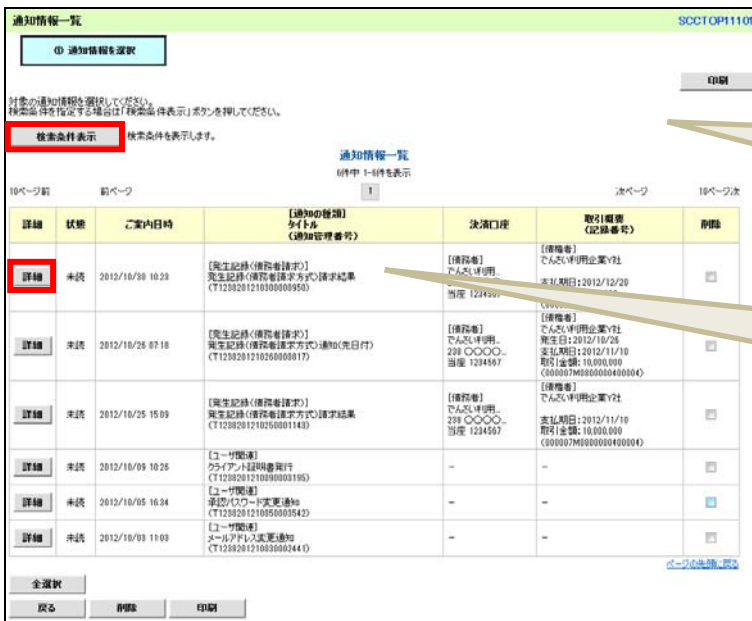 通知情報一覧 SCCTOP11101
① 通知情報を選択
印刷
対象の通知情報を選択してください。
検索条件を指定する場合は「検索条件表示」ボタンを押してください。
検索条件表示 検索条件を表示します。
通知情報一覧
6件中 1-6件を表示
10ページ前 前ページ 1 次ページ 10ページ次
詳細 状態 ご案内日時 【通知の種類】 タイトル (通知管理番号) 決済口座 取引概要 (記録番号) 削除
詳細 未読 2012/10/30 10:23
[発生記録(債務者請求)]
発生記録(債務者請求方式)請求結果
(T1238201210300000950)
[債務者]
でんさい利用_
当座
[債権者]
でんさい利用企業Y社
支払期日:2012/12/20
詳細 未読 2012/10/26 07:18
[発生記録(債務者請求)]
発生記録(債務者請求方式)通知(先日付)
(T1238201210260000017)
[債務者]
でんさい利用_
238 〇〇〇〇_
当座 1234567
[債権者]
でんさい利用企業Y社
発生日:2012/10/26
支払期日:2012/11/10
取引金額:10,000,000
(000007M0800000400004)
詳細 未読 2012/10/25 15:09
[発生記録(債務者請求)]
発生記録(債務者請求方式)請求結果
(T1238201210250001143)
[債務者]
でんさい利用_
238 〇〇〇〇_
当座 1234567
[債権者]
でんさい利用企業Y社
支払期日:2012/11/10
取引金額:10,000,000
(000007M0800000400004)
詳細 未読 2012/10/09 10:26
[ユーザ関連]
クライアント証明書発行
(T1238201210090003195)
- -
詳細 未読 2012/10/05 16:34
[ユーザ関連]
承認パスワード変更通知
(T1238201210050003542)
- -
詳細 未読 2012/10/03 11:03
[ユーザ関連]
メールアドレス変更通知
(T1238201210030002441)
- -
ページの先頭に戻る
全選択
戻る 削除 印刷